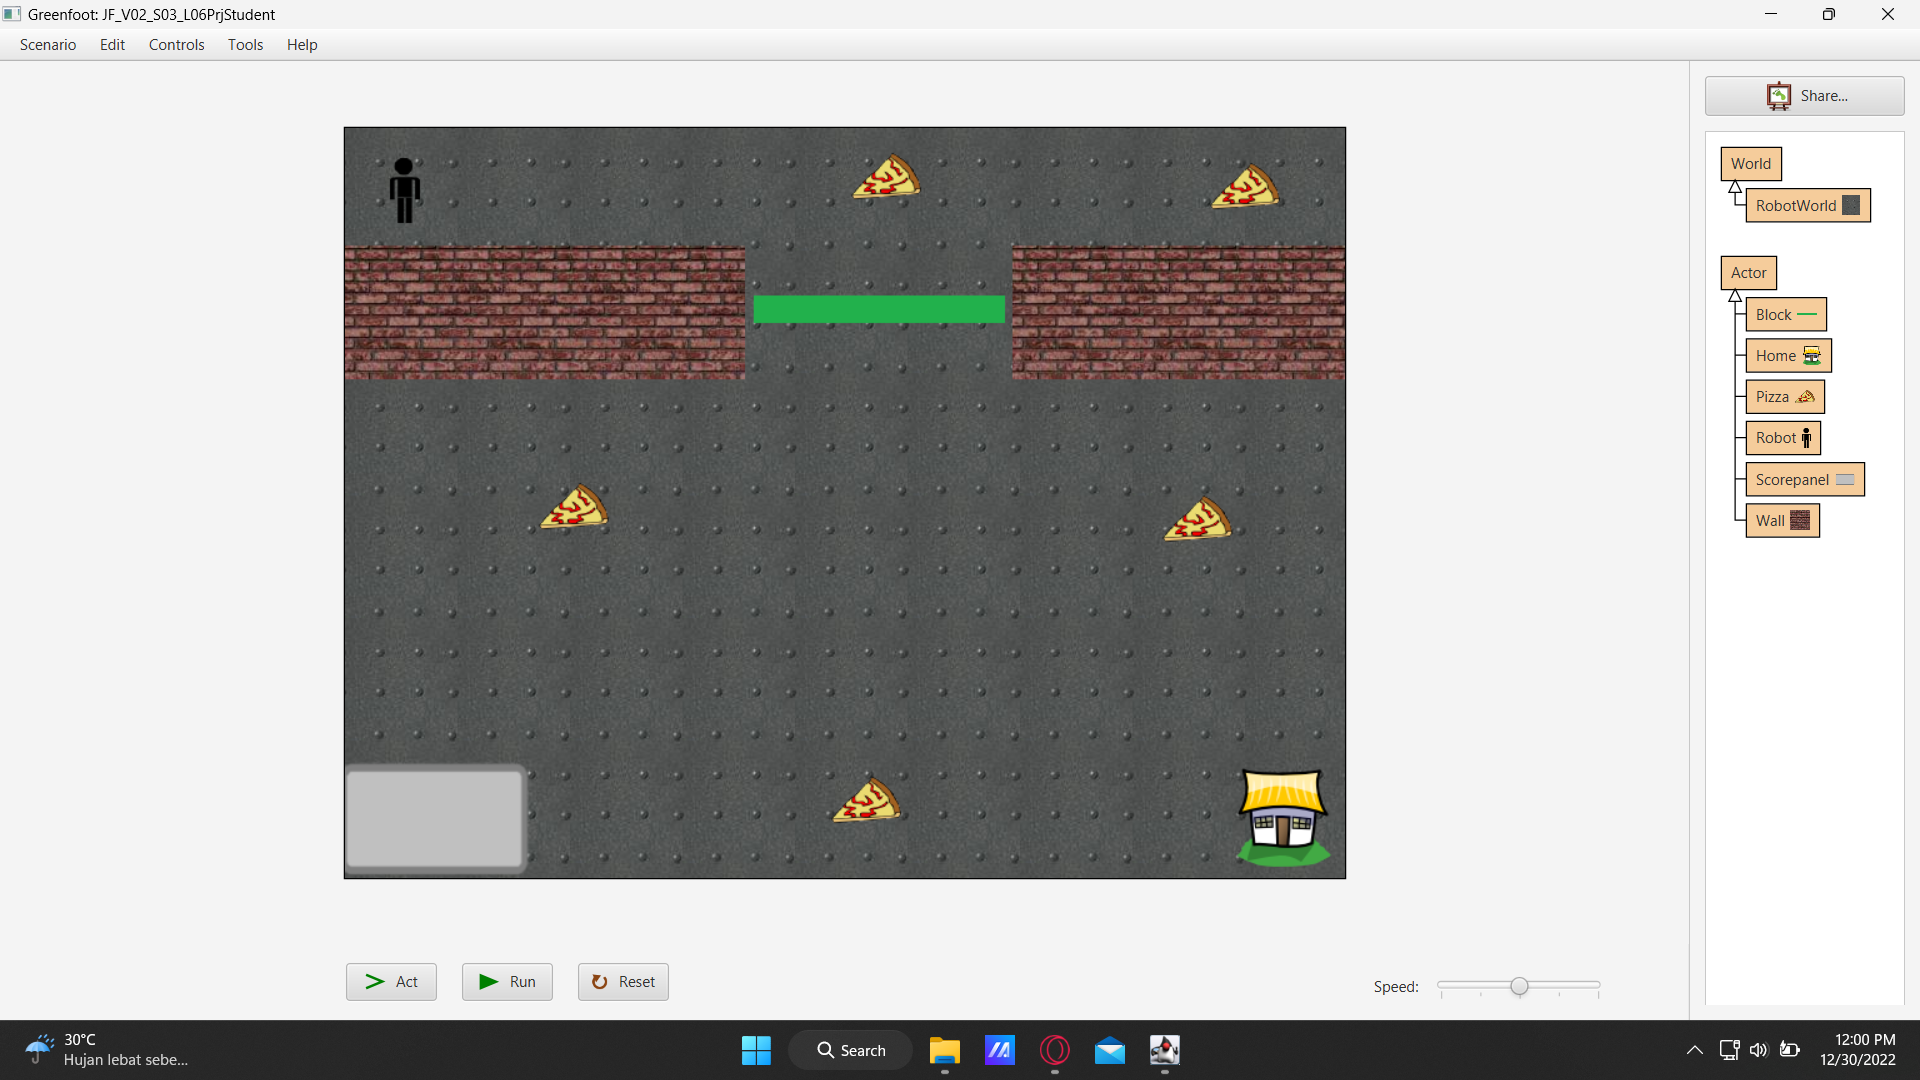 Greenfoot: JF_V02_S03_L06PrjStudent
Scenario Edit Controls Tools Help
Share...
World
RobotWorld
Actor
Block
Home
Pizza
Robot
Scorepanel
Wall
Act Run Reset Speed:
30°C
Hujan lebat sebe...
Search
12:00 PM
12/30/2022